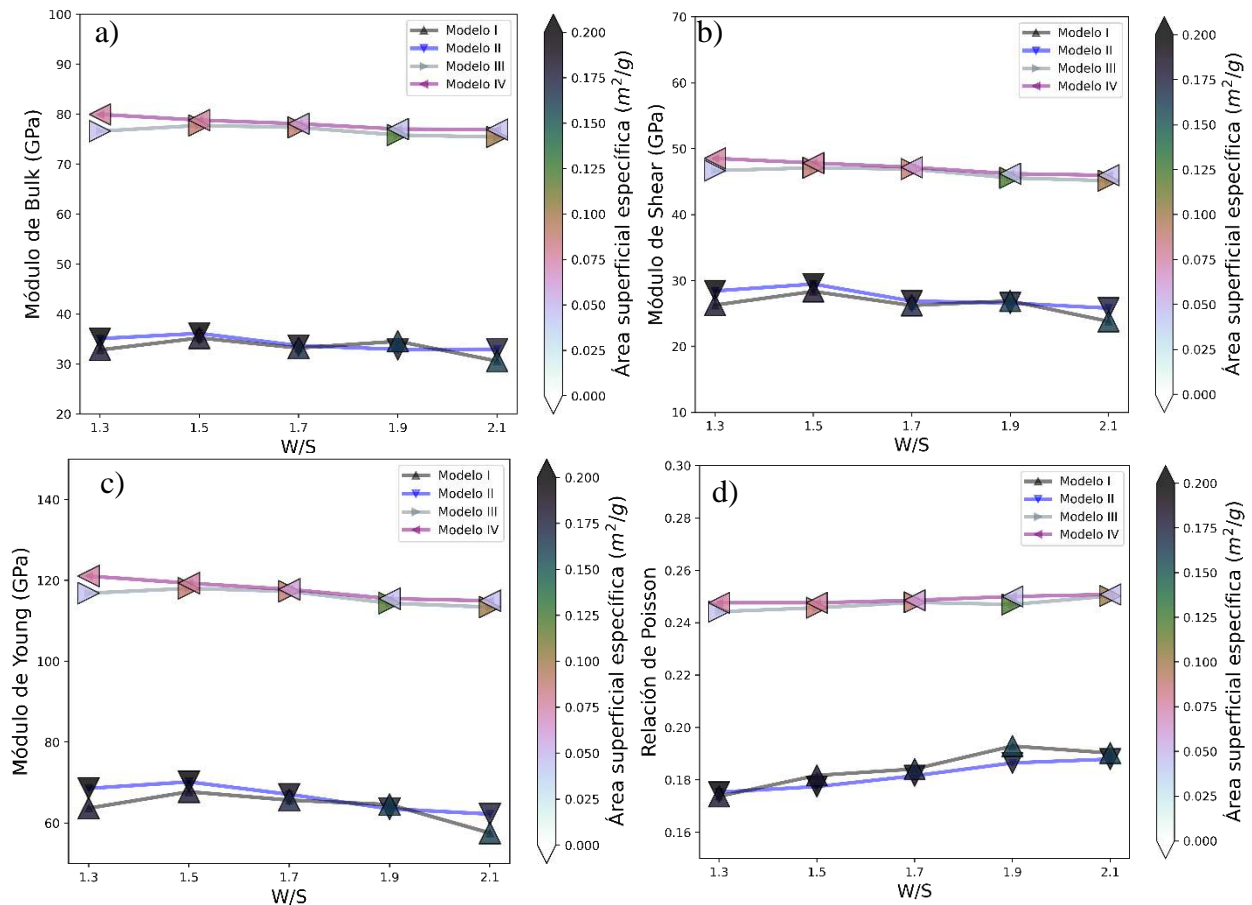 a)
100
90
80
70
60
50
40
30
20
1.3
1.5
1.7
1.9
2.1
W/S
Módulo de Bulk (GPa)
Modelo I
Modelo II
Modelo III
Modelo IV
0.200
0.175
0.150
0.125
0.100
0.075
0.050
0.025
0.000
Área superficial específica (m²/g)
b)
70
60
50
40
30
20
10
1.3
1.5
1.7
1.9
2.1
W/S
Módulo de Shear (GPa)
Modelo I
Modelo II
Modelo III
Modelo IV
0.200
0.175
0.150
0.125
0.100
0.075
0.050
0.025
0.000
Área superficial específica (m²/g)
c)
140
120
100
80
60
1.3
1.5
1.7
1.9
2.1
W/S
Módulo de Young (GPa)
Modelo I
Modelo II
Modelo III
Modelo IV
0.200
0.175
0.150
0.125
0.100
0.075
0.050
0.025
0.000
Área superficial específica (m²/g)
d)
0.30
0.28
0.26
0.24
0.22
0.20
0.18
0.16
1.3
1.5
1.7
1.9
2.1
W/S
Relación de Poisson
Modelo I
Modelo II
Modelo III
Modelo IV
0.200
0.175
0.150
0.125
0.100
0.075
0.050
0.025
0.000
Área superficial específica (m²/g)